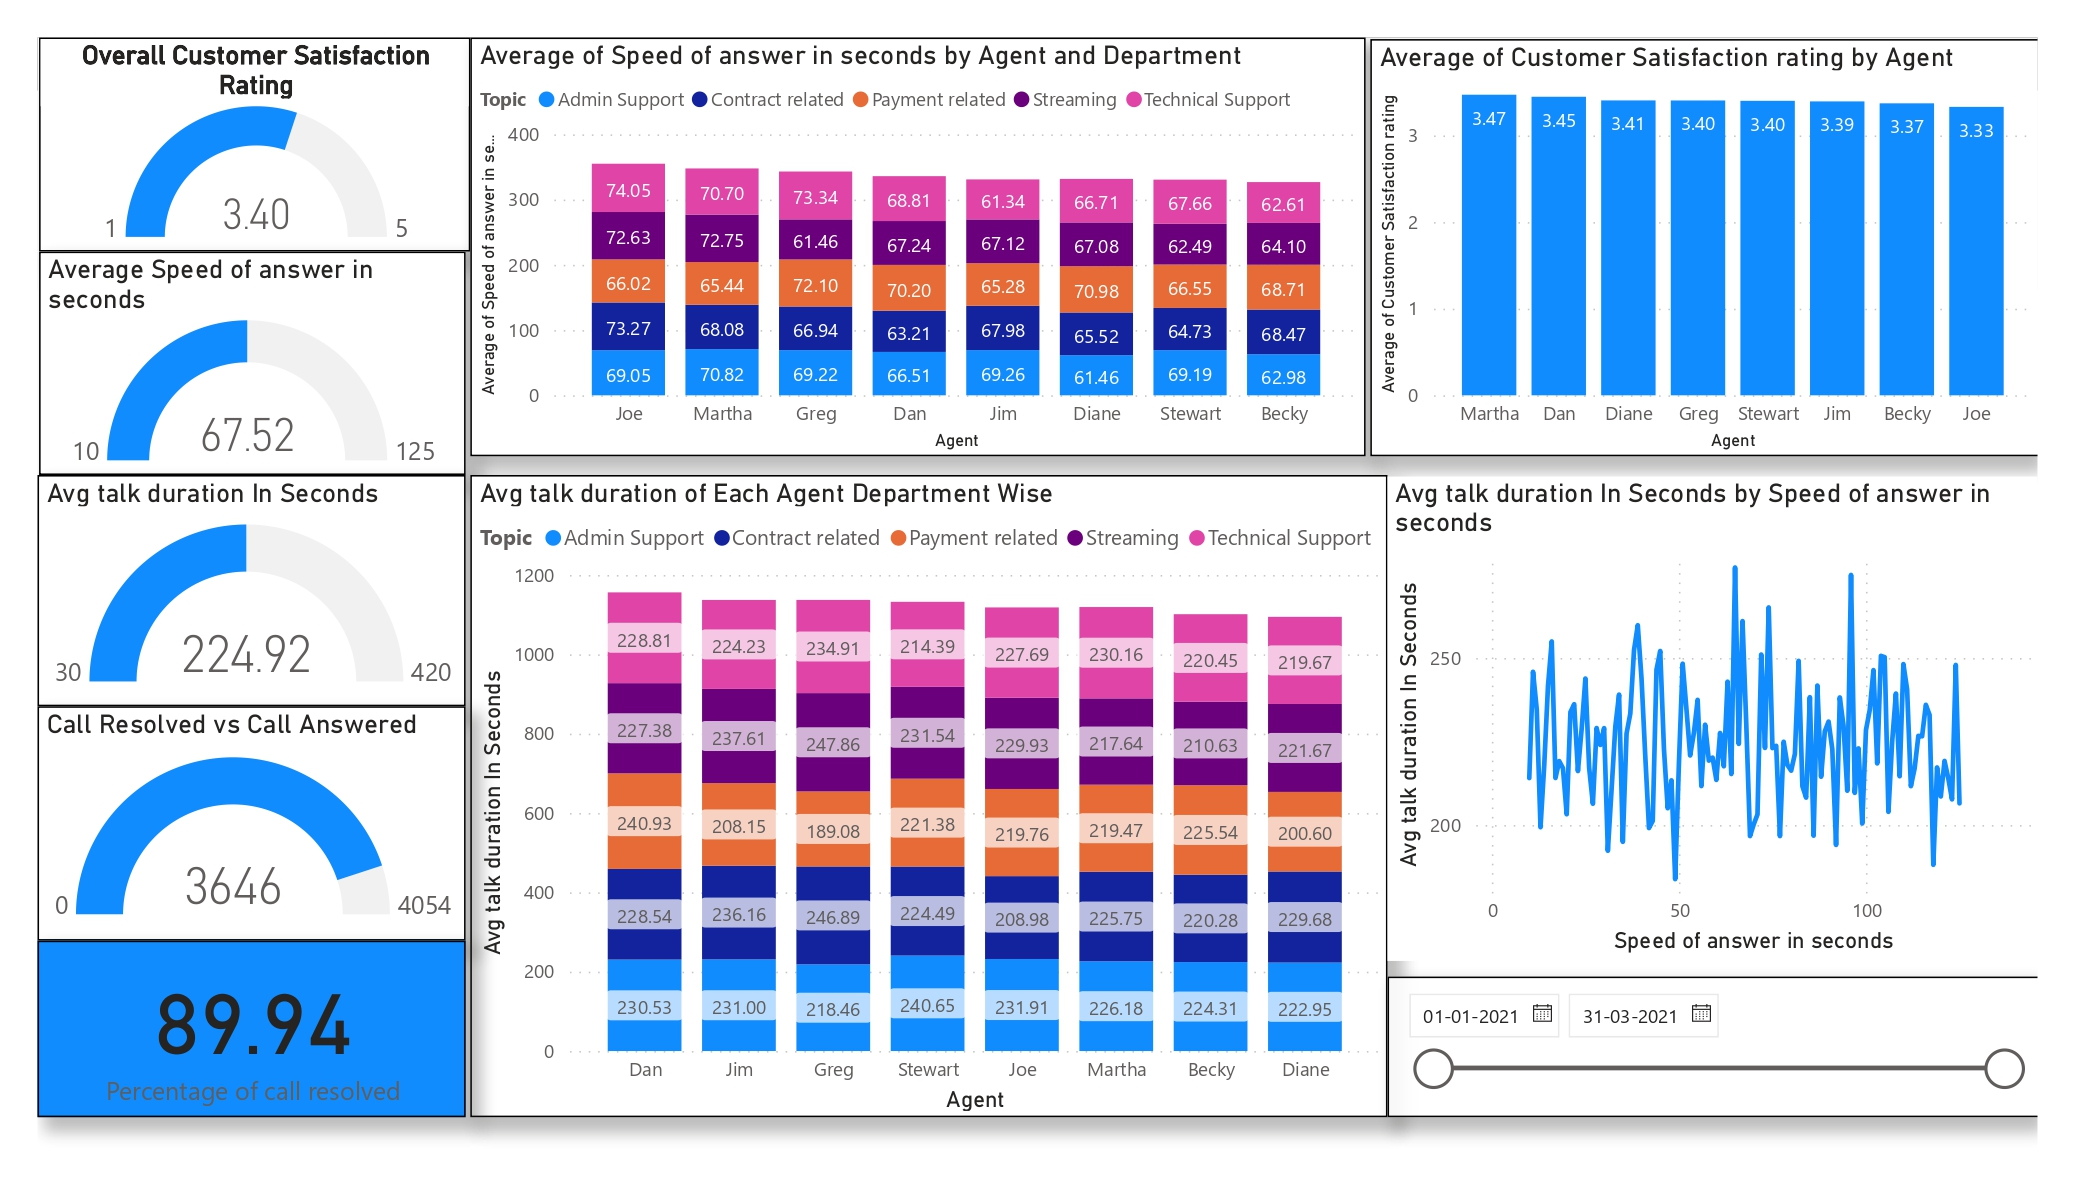 Overall Customer Satisfaction
Rating
3.40
1
5
Average Speed of answer in
seconds
67.52
10
125
Avg talk duration In Seconds
224.92
30
420
Call Resolved vs Call Answered
3646
0
4054
89.94
Percentage of call resolved
Average of Speed of answer in seconds by Agent and Department
Topic Admin Support Contract related Payment related Streaming Technical Support
Average of Speed of answer in se...
400
300
200
100
0
74.05 70.70 73.34 68.81 61.34 66.71 67.66 62.61
72.63 72.75 61.46 67.24 67.12 67.08 62.49 64.10
66.02 65.44 72.10 70.20 65.28 70.98 66.55 68.71
73.27 68.08 66.94 63.21 67.98 65.52 64.73 68.47
69.05 70.82 69.22 66.51 69.26 61.46 69.19 62.98
Joe Martha Greg Dan Jim Diane Stewart Becky
Agent
Average of Customer Satisfaction rating by Agent
Average of Customer Satisfaction rating
3
2
1
0
3.47 3.45 3.41 3.40 3.40 3.39 3.37 3.33
Martha Dan Diane Greg Stewart Jim Becky Joe
Agent
Avg talk duration of Each Agent Department Wise
Topic Admin Support Contract related Payment related Streaming Technical Support
Avg talk duration In Seconds
1200
1000
800
600
400
200
0
228.81 224.23 234.91 214.39 227.69 230.16 220.45 219.67
227.38 237.61 247.86 231.54 229.93 217.64 210.63 221.67
240.93 208.15 189.08 221.38 219.76 219.47 225.54 200.60
228.54 236.16 246.89 224.49 208.98 225.75 220.28 229.68
230.53 231.00 218.46 240.65 231.91 226.18 224.31 222.95
Dan Jim Greg Stewart Joe Martha Becky Diane
Agent
Avg talk duration In Seconds by Speed of answer in
seconds
Avg talk duration In Seconds
250
200
0 50 100
Speed of answer in seconds
01-01-2021 31-03-2021